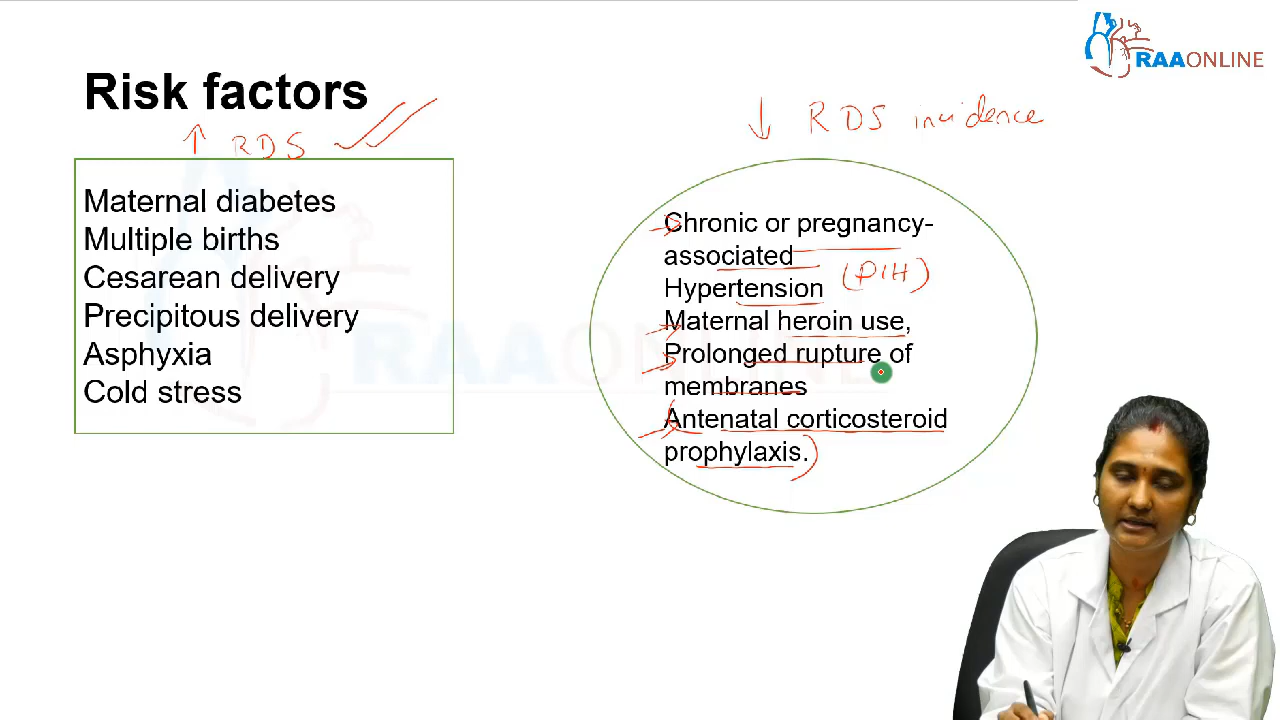 RAAONLINE
Risk factors
↑ RDS
Maternal diabetes
Multiple births
Cesarean delivery
Precipitous delivery
Asphyxia
Cold stress
↓ RDS incidence
Chronic or pregnancy-
associated
Hypertension (PIH)
Maternal heroin use,
Prolonged rupture of
membranes
Antenatal corticosteroid
prophylaxis.
RAAONLINE